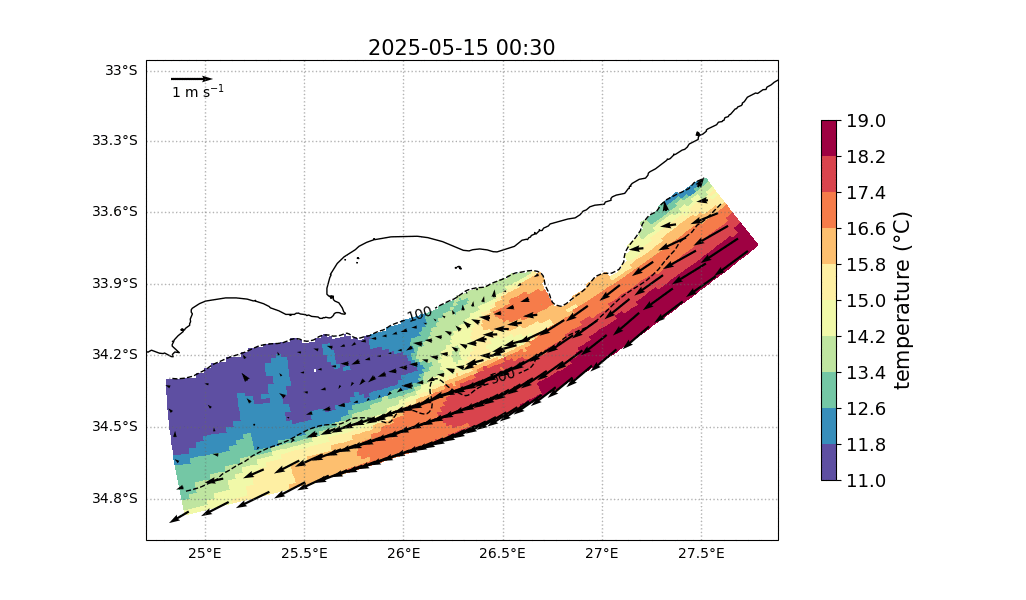 2025-05-15 00:30
1 m s⁻¹
33°S
33.3°S
33.6°S
33.9°S
34.2°S
34.5°S
34.8°S
100
500
25°E
25.5°E
26°E
26.5°E
27°E
27.5°E
19.0
18.2
17.4
16.6
15.8
15.0
14.2
13.4
12.6
11.8
11.0
temperature (°C)